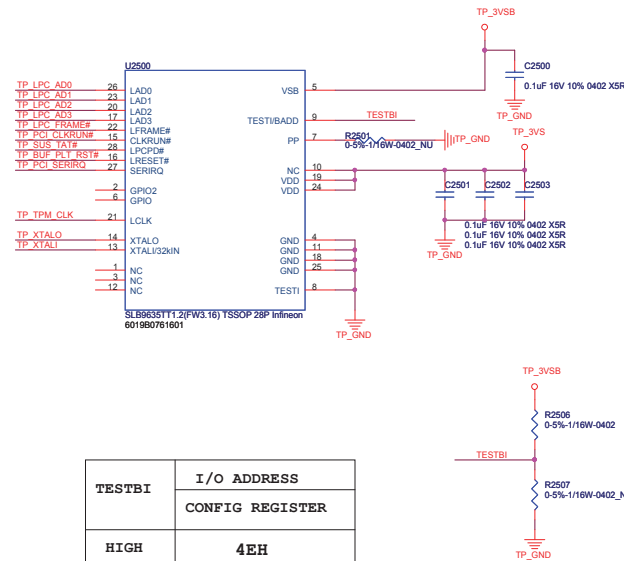 TP_3VSB
U2500
C2500
0.1uF 16V 10% 0402 X5R
TP_GND
TP_LPC_AD0 26 LAD0 VSB 5
TP_LPC_AD1 23 LAD1
TP_LPC_AD2 20 LAD2
TP_LPC_AD3 17 LAD3 TESTI/BADD 9 TESTBI
TP_LPC_FRAME# 22 LFRAME#
TP_PCI_CLKRUN# 15 CLKRUN# PP 7 R2501 TP_GND TP_3VS
0-5%-1/16W-0402_NU
TP_SUS_TAT# 28 LPCPD#
TP_BUF_PLT_RST# 16 LRESET#
TP_PCI_SERIRQ 27 SERIRQ NC 10
VDD 19
2 GPIO2 VDD 24
6 GPIO
C2501 C2502 C2503
TP_TPM_CLK 21 LCLK
0.1uF 16V 10% 0402 X5R
0.1uF 16V 10% 0402 X5R
0.1uF 16V 10% 0402 X5R
TP_GND
TP_XTALO 14 XTALO GND 4
TP_XTALI 13 XTALI/32kIN GND 11
GND 18
1 NC GND 25
3 NC
12 NC TESTI 8
SLB9635TT1.2(FW3.16) TSSOP 28P Infineon
6019B0761601
TP_GND
TP_3VSB
R2506
0-5%-1/16W-0402
TESTBI
R2507
0-5%-1/16W-0402_N
TP_GND
TESTBI I/O ADDRESS
CONFIG REGISTER
HIGH 4EH